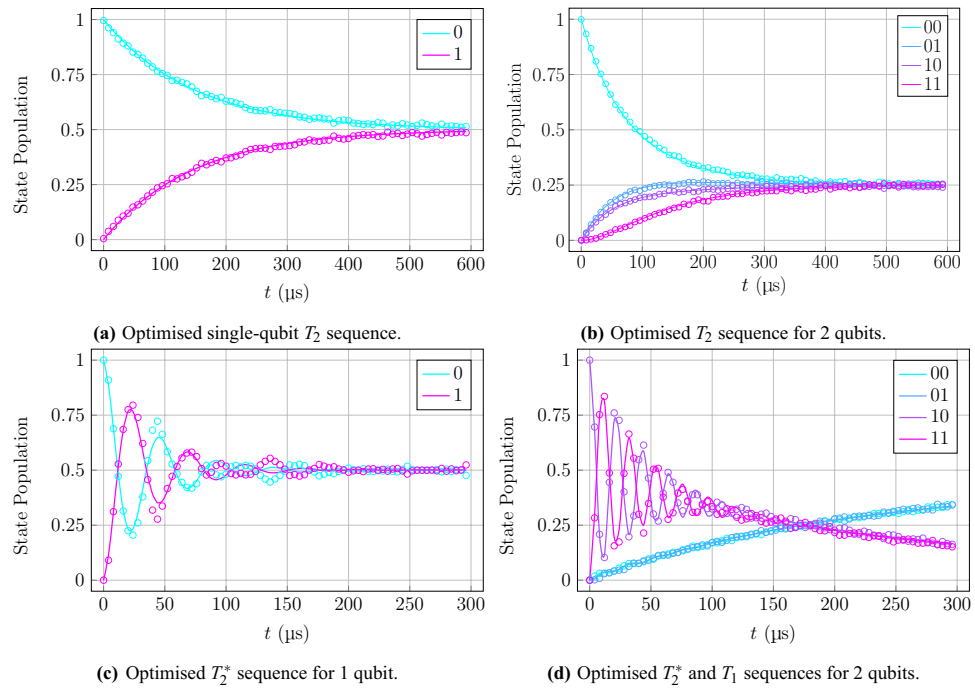 1
0.75
0.5
0.25
0
State Population
0
1
0 100 200 300 400 500 600
t (µs)
(a) Optimised single-qubit T₂ sequence.
1
0.75
0.5
0.25
0
State Population
00
01
10
11
0 100 200 300 400 500 600
t (µs)
(b) Optimised T₂ sequence for 2 qubits.
1
0.75
0.5
0.25
0
State Population
0
1
0 50 100 150 200 250 300
t (µs)
(c) Optimised T₂* sequence for 1 qubit.
1
0.75
0.5
0.25
0
State Population
00
01
10
11
0 50 100 150 200 250 300
t (µs)
(d) Optimised T₂* and T₁ sequences for 2 qubits.